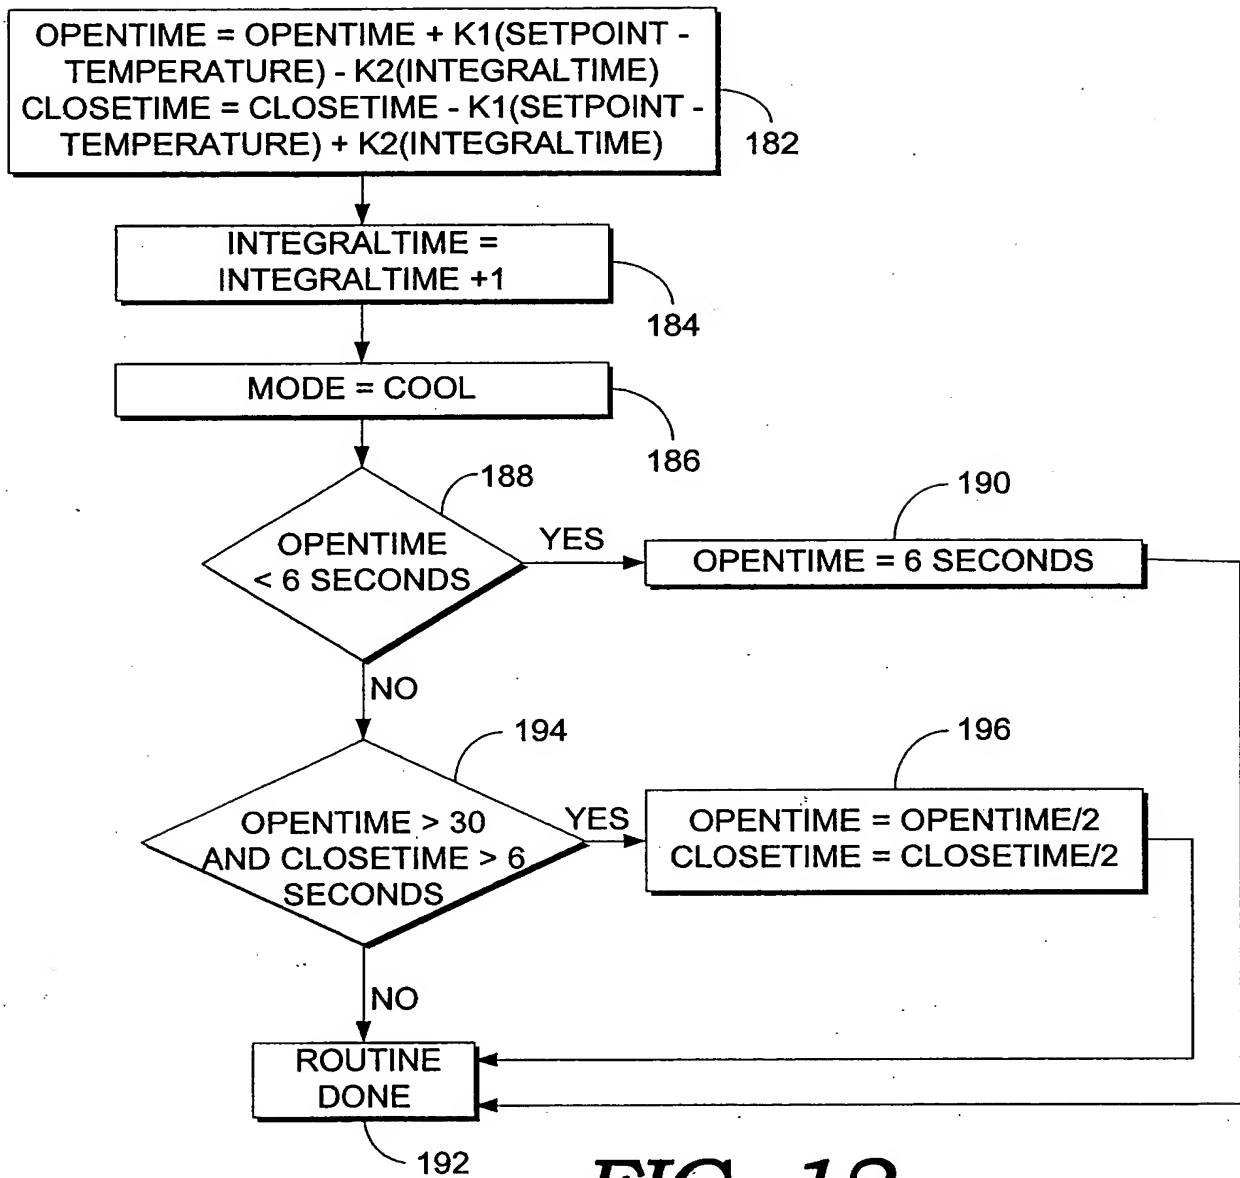 OPENTIME = OPENTIME + K1(SETPOINT -
TEMPERATURE) - K2(INTEGRALTIME)
CLOSETIME = CLOSETIME - K1(SETPOINT -
TEMPERATURE) + K2(INTEGRALTIME)
182
INTEGRALTIME =
INTEGRALTIME +1
184
MODE = COOL
186
188
OPENTIME
< 6 SECONDS
YES
190
OPENTIME = 6 SECONDS
NO
194
OPENTIME > 30
AND CLOSETIME > 6
SECONDS
YES
196
OPENTIME = OPENTIME/2
CLOSETIME = CLOSETIME/2
NO
ROUTINE
DONE
192
FIG.